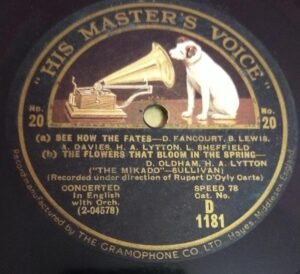 "HIS MASTER'S VOICE"
No. 20
No. 20
(a) SEE HOW THE FATES—D. FANCOURT, B. LEWIS,
A. DAVIES, H. A. LYTTON, L. SHEFFIELD
(b) THE FLOWERS THAT BLOOM IN THE SPRING—
D. OLDHAM, H. A. LYTTON
("THE MIKADO"—SULLIVAN)
(Recorded under direction of Rupert D'Oyly Carte)
CONCERTED
In English
with Orch.
(2-04578)
SPEED 78
Cat. No.
D
1181
Record manufactured by THE GRAMOPHONE CO. LTD Hayes, Middlesex, England